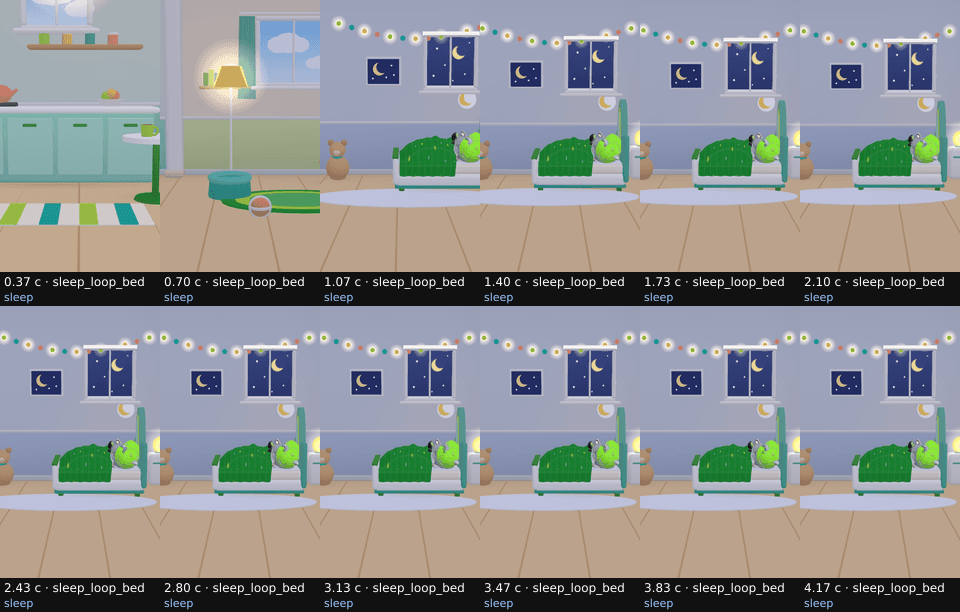 0.37 c · sleep_loop_bed
sleep
0.70 c · sleep_loop_bed
sleep
1.07 c · sleep_loop_bed
sleep
1.40 c · sleep_loop_bed
sleep
1.73 c · sleep_loop_bed
sleep
2.10 c · sleep_loop_bed
sleep
2.43 c · sleep_loop_bed
sleep
2.80 c · sleep_loop_bed
sleep
3.13 c · sleep_loop_bed
sleep
3.47 c · sleep_loop_bed
sleep
3.83 c · sleep_loop_bed
sleep
4.17 c · sleep_loop_bed
sleep